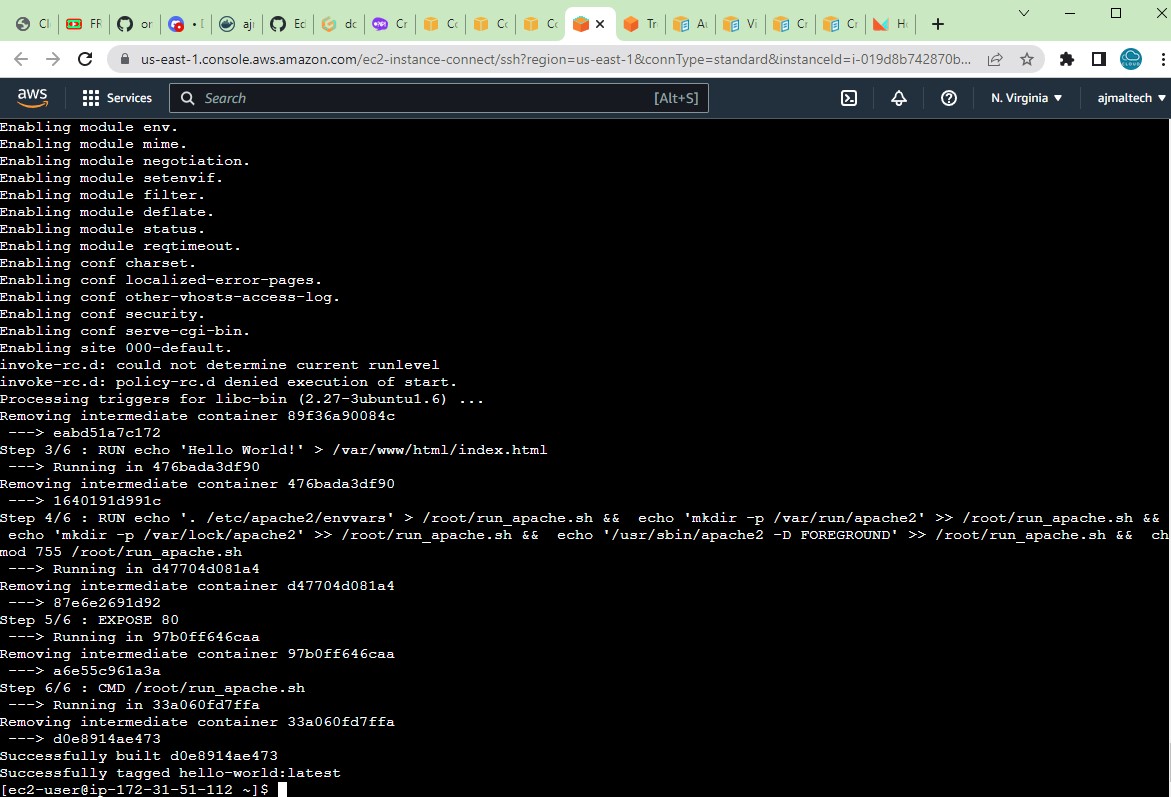 Cl
FR
or
• D
ajr
Ed
dc
Cr
Cc
Cc
Cc
Tr
Au
Vi
Cr
Cr
Ho
us-east-1.console.aws.amazon.com/ec2-instance-connect/ssh?region=us-east-1&connType=standard&instanceId=i-019d8b742870b...
aws
Services
Search
[Alt+S]
N. Virginia
ajmaltech
Enabling module env.
Enabling module mime.
Enabling module negotiation.
Enabling module setenvif.
Enabling module filter.
Enabling module deflate.
Enabling module status.
Enabling module reqtimeout.
Enabling conf charset.
Enabling conf localized-error-pages.
Enabling conf other-vhosts-access-log.
Enabling conf security.
Enabling conf serve-cgi-bin.
Enabling site 000-default.
invoke-rc.d: could not determine current runlevel
invoke-rc.d: policy-rc.d denied execution of start.
Processing triggers for libc-bin (2.27-3ubuntu1.6) ...
Removing intermediate container 89f36a90084c
---> eabd51a7c172
Step 3/6 : RUN echo 'Hello World!' > /var/www/html/index.html
---> Running in 476bada3df90
Removing intermediate container 476bada3df90
---> 1640191d991c
Step 4/6 : RUN echo '. /etc/apache2/envvars' > /root/run_apache.sh &&  echo 'mkdir -p /var/run/apache2' >> /root/run_apache.sh &&
echo 'mkdir -p /var/lock/apache2' >> /root/run_apache.sh &&  echo '/usr/sbin/apache2 -D FOREGROUND' >> /root/run_apache.sh &&  ch
mod 755 /root/run_apache.sh
---> Running in d47704d081a4
Removing intermediate container d47704d081a4
---> 87e6e2691d92
Step 5/6 : EXPOSE 80
---> Running in 97b0ff646caa
Removing intermediate container 97b0ff646caa
---> a6e55c961a3a
Step 6/6 : CMD /root/run_apache.sh
---> Running in 33a060fd7ffa
Removing intermediate container 33a060fd7ffa
---> d0e8914ae473
Successfully built d0e8914ae473
Successfully tagged hello-world:latest
[ec2-user@ip-172-31-51-112 ~]$